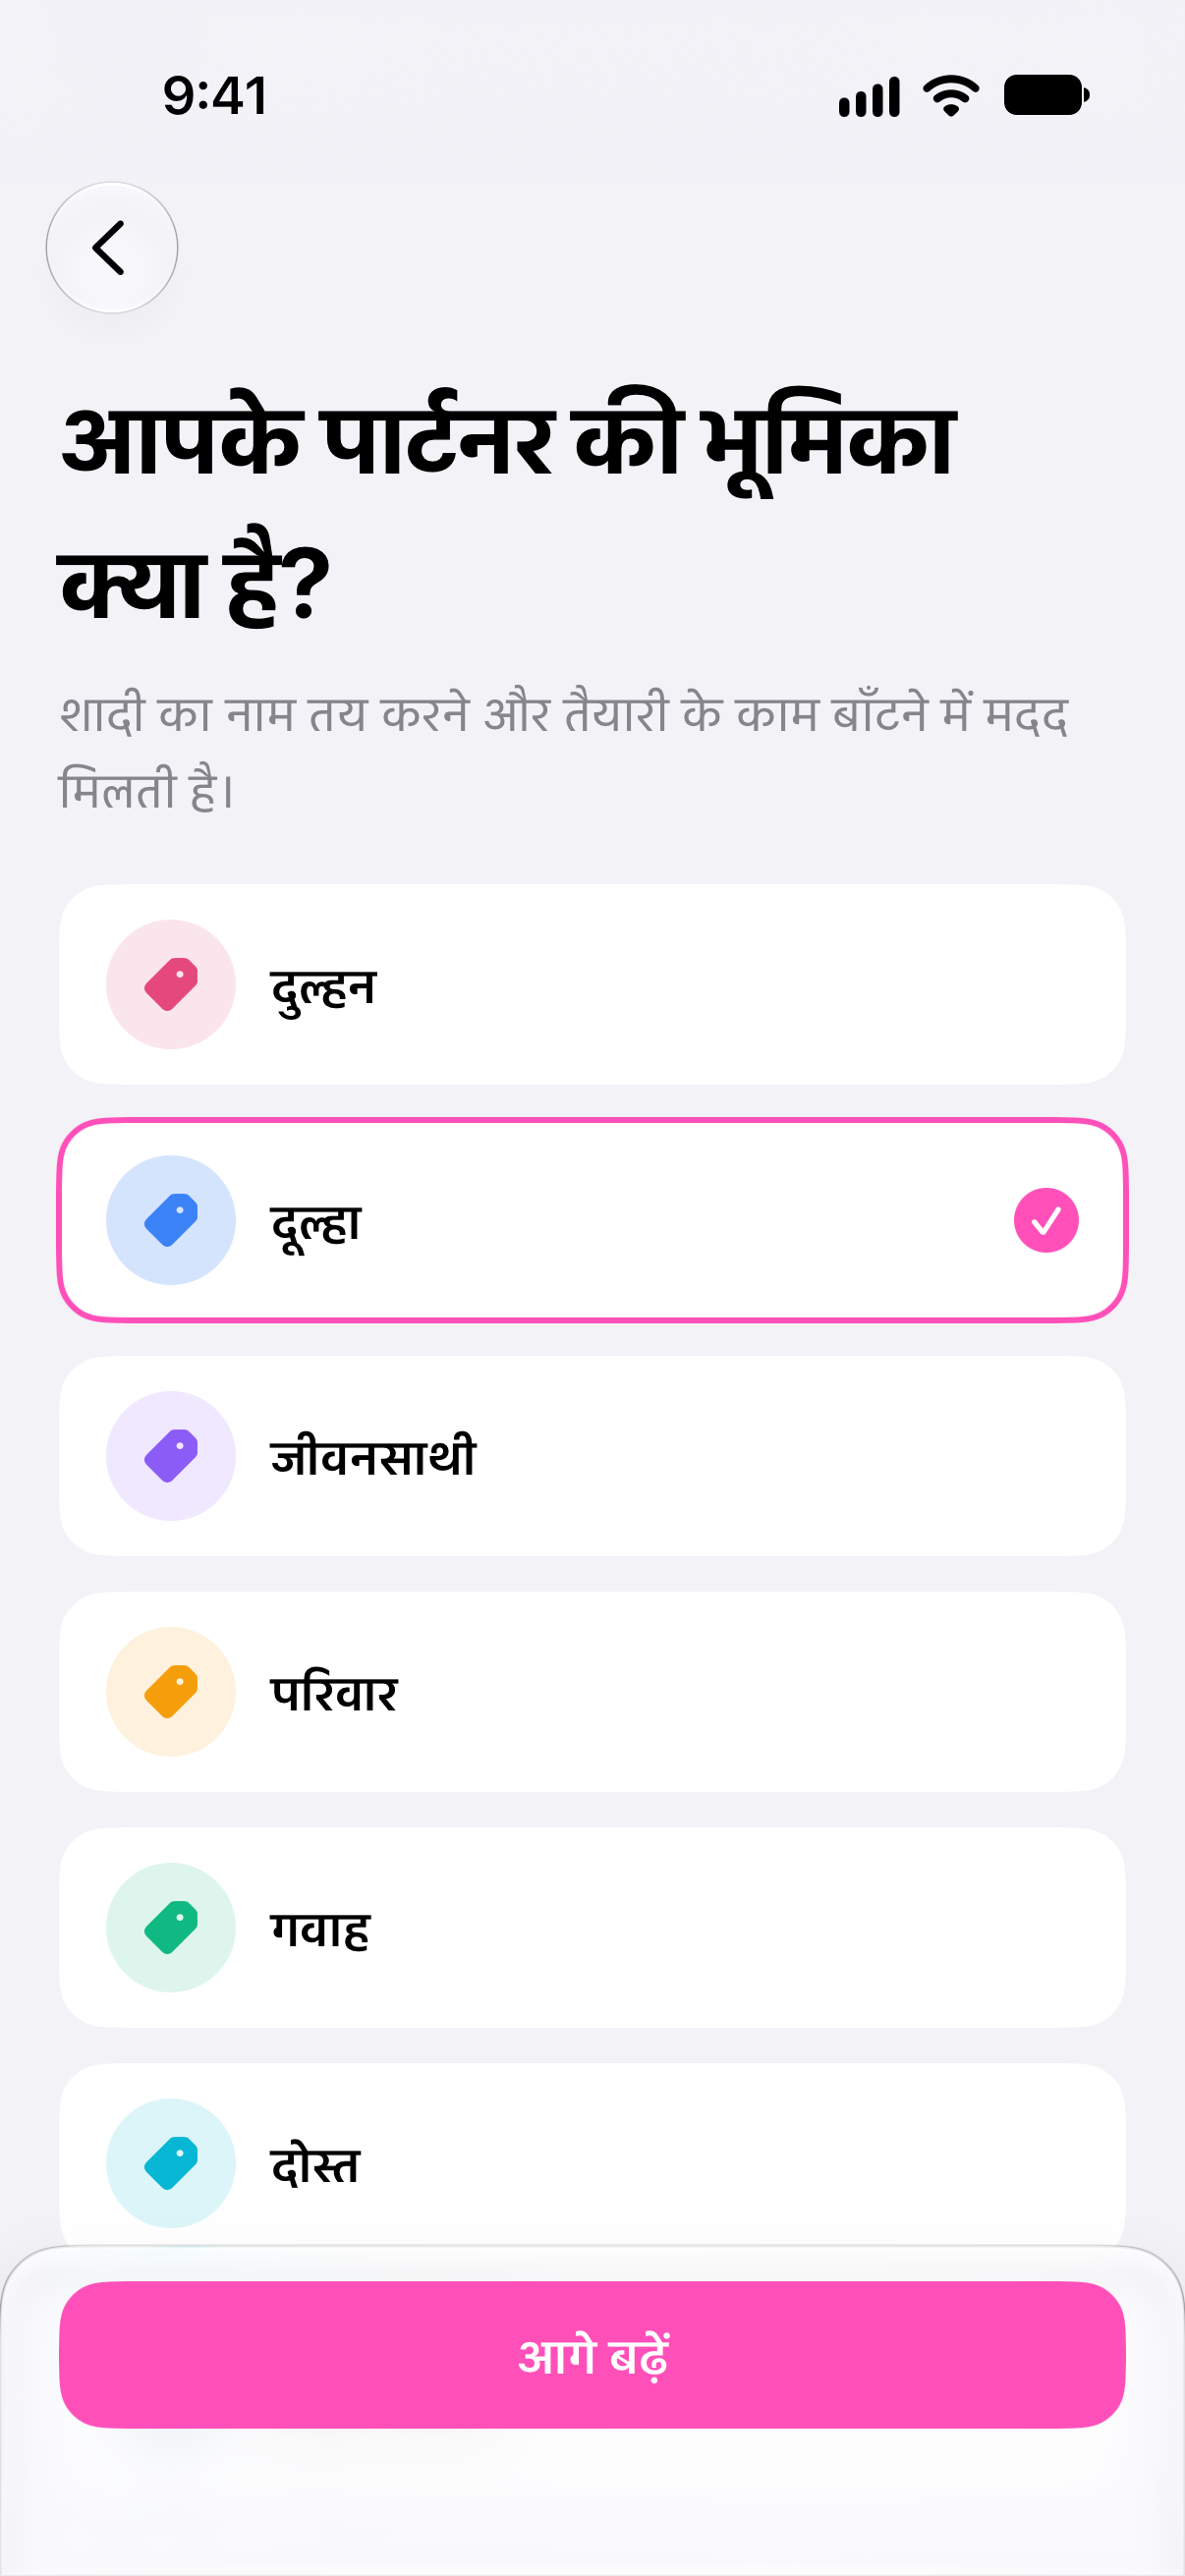 9:41
आपके पार्टनर की भूमिका
क्या है?
शादी का नाम तय करने और तैयारी के काम बाँटने में मदद
मिलती है।
दुल्हन
दूल्हा
जीवनसाथी
परिवार
गवाह
दोस्त
आगे बढ़ें